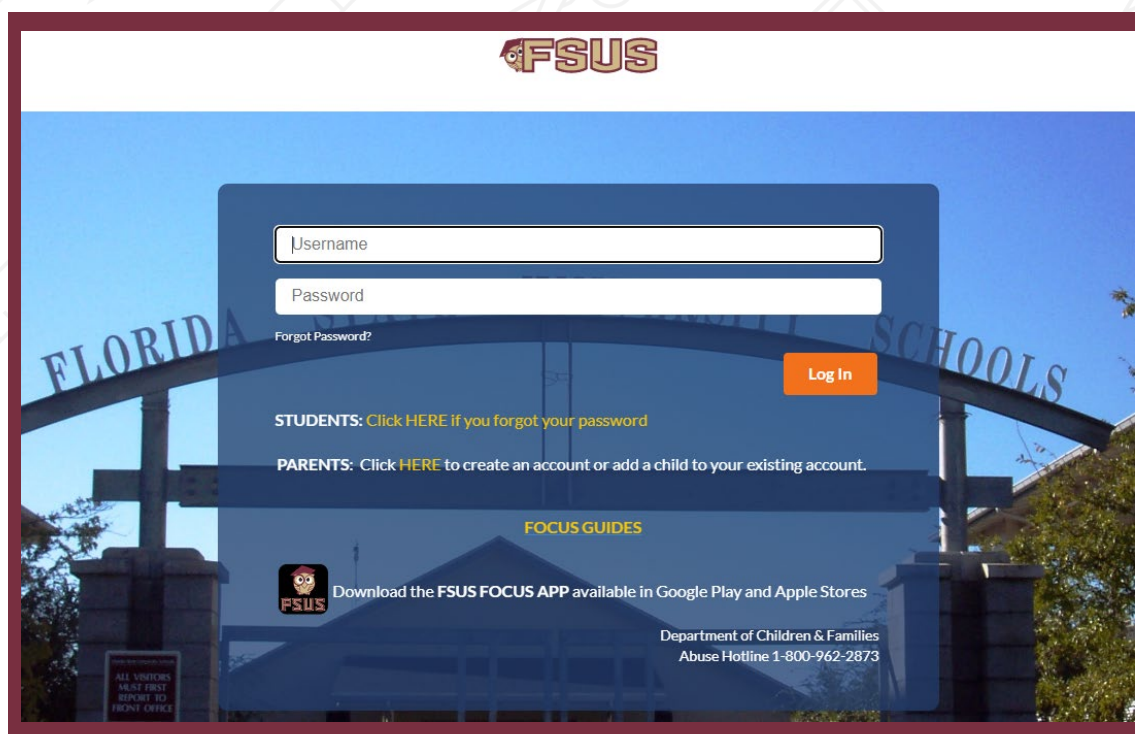 FSUS
Username
Password
FLORIDA STATE UNIVERSITY SCHOOLS
Forgot Password?
Log In
STUDENTS: Click HERE if you forgot your password
PARENTS: Click HERE to create an account or add a child to your existing account.
FOCUS GUIDES
FSUS
Download the FSUS FOCUS APP available in Google Play and Apple Stores
Department of Children & Families
Abuse Hotline 1-800-962-2873
ALL VISITORS
MUST FIRST
REPORT TO
FRONT OFFICE